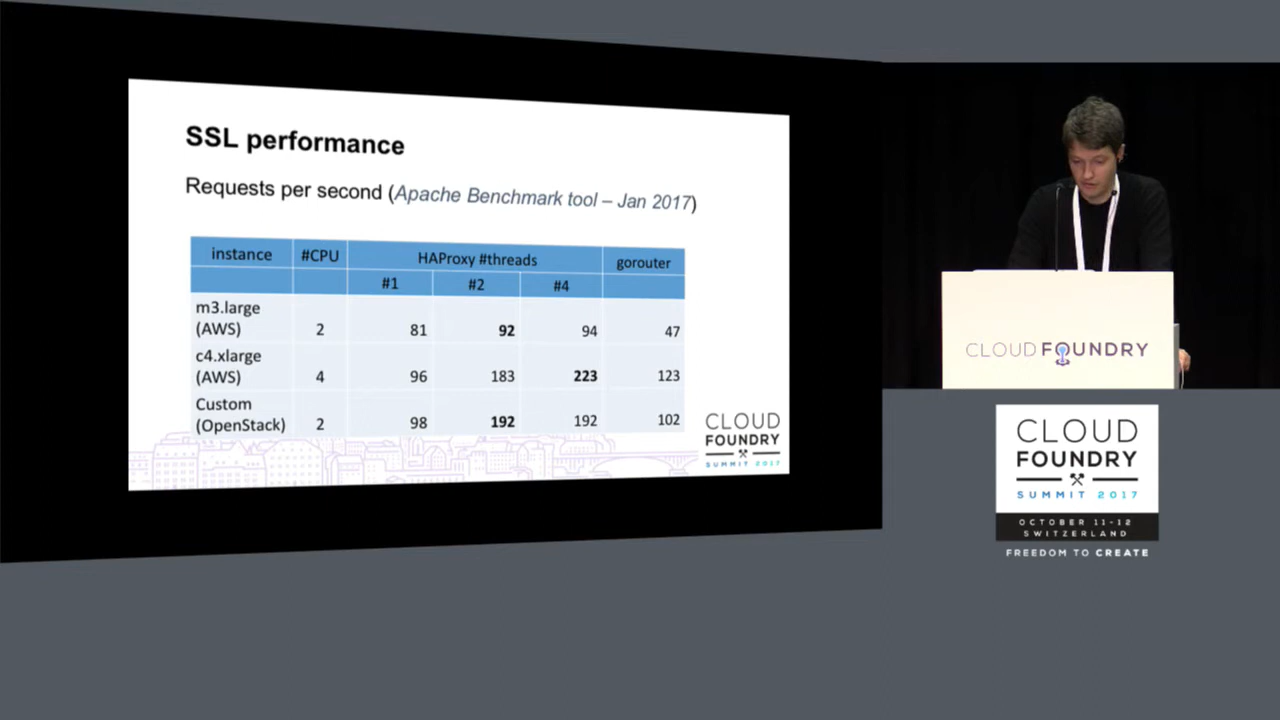 SSL performance
Requests per second (Apache Benchmark tool – Jan 2017)
instance #CPU HAProxy #threads gorouter
#1 #2 #4
m3.large
(AWS) 2 81 92 94 47
c4.xlarge
(AWS) 4 96 183 223 123
Custom
(OpenStack) 2 98 192 192 102
CLOUD
FOUNDRY
SUMMIT 2017
CLOUD FOUNDRY
CLOUD
FOUNDRY
SUMMIT 2017
OCTOBER 11-12
SWITZERLAND
FREEDOM TO CREATE